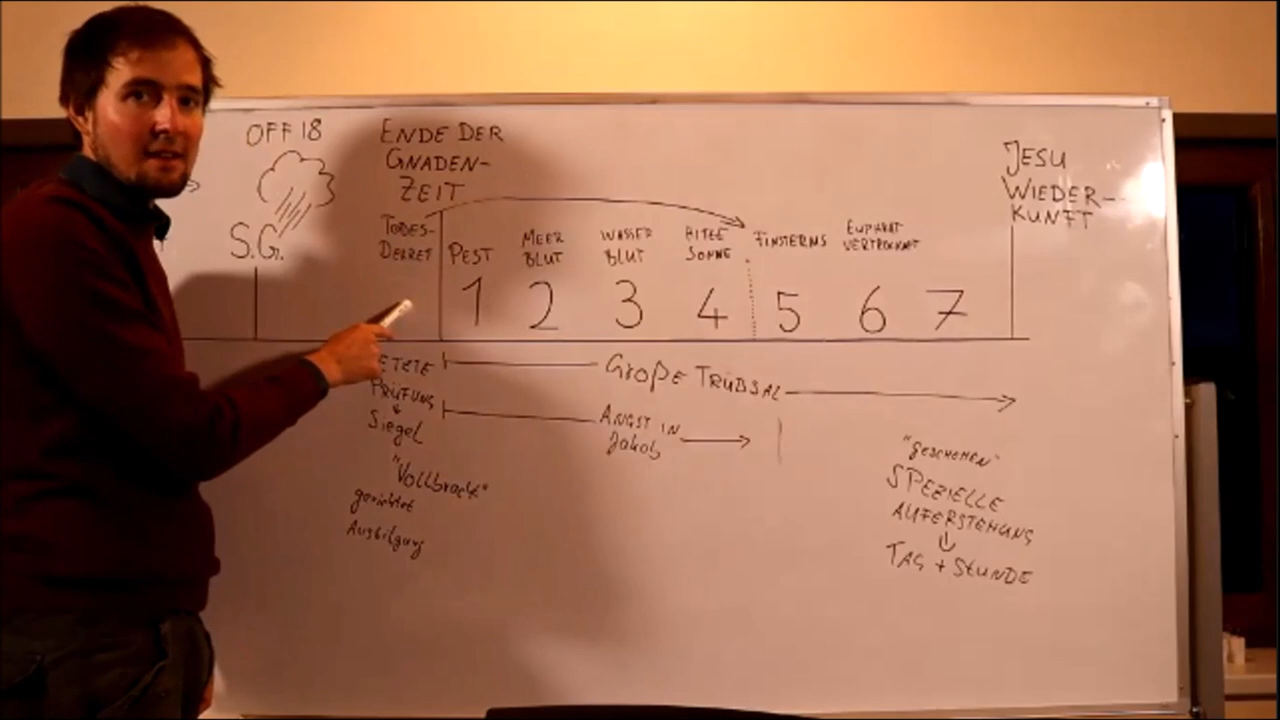 OFF 18
S.G.
ENDE DER
GNADEN-
ZEIT
TODES-
DEKRET
PEST
MEER
BLUT
WASSER
BLUT
HITZE
SONNE
FINSTERNIS
EUPHRAT
VERTROCKNET
JESU
WIEDER-
KUNFT
1 2 3 4 5 6 7
GROßE TRÜBSAL
ANGST IN
Jakob
ETZTE
PRÜFUNG
Siegel
"Vollbracht"
gerichtet
Austilgung
"GESCHEHEN"
SPEZIELLE
AUFERSTEHUNG
TAG + STUNDE